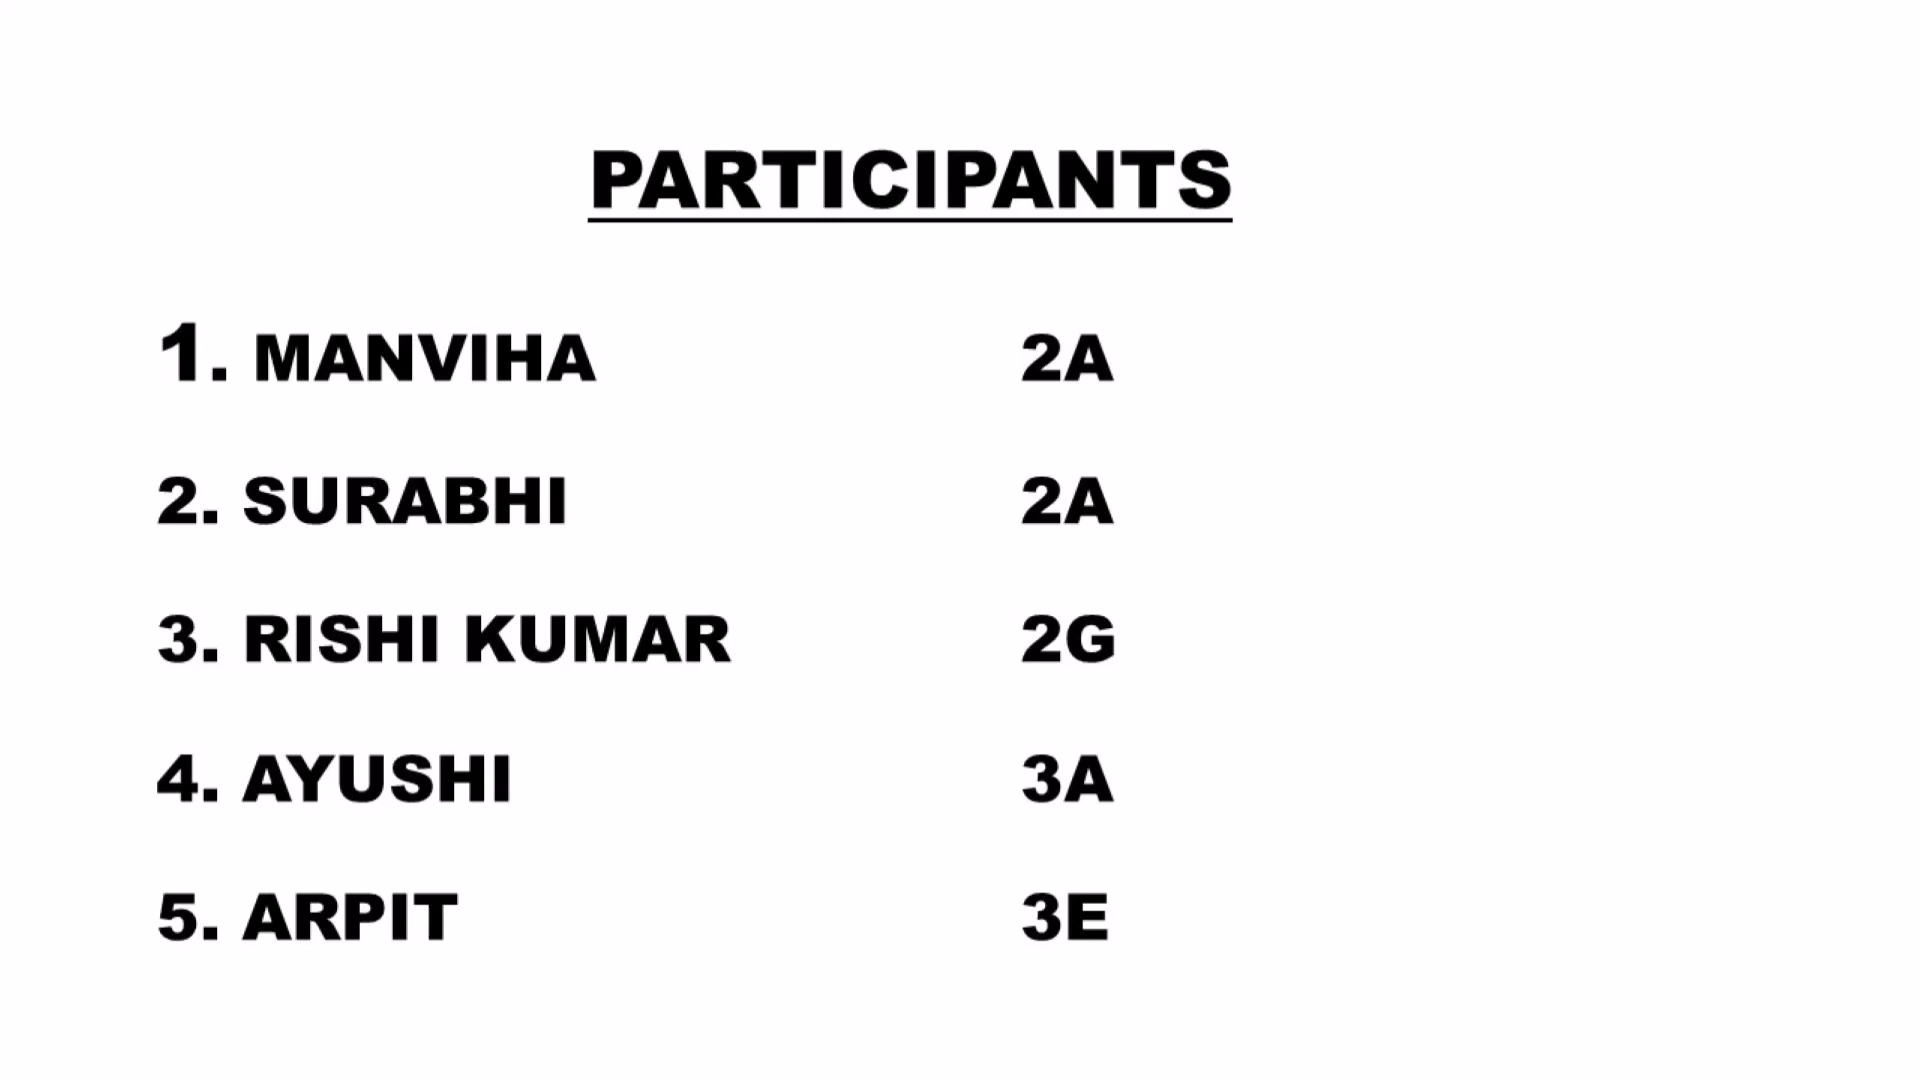 PARTICIPANTS
1. MANVIHA 2A
2. SURABHI 2A
3. RISHI KUMAR 2G
4. AYUSHI 3A
5. ARPIT 3E